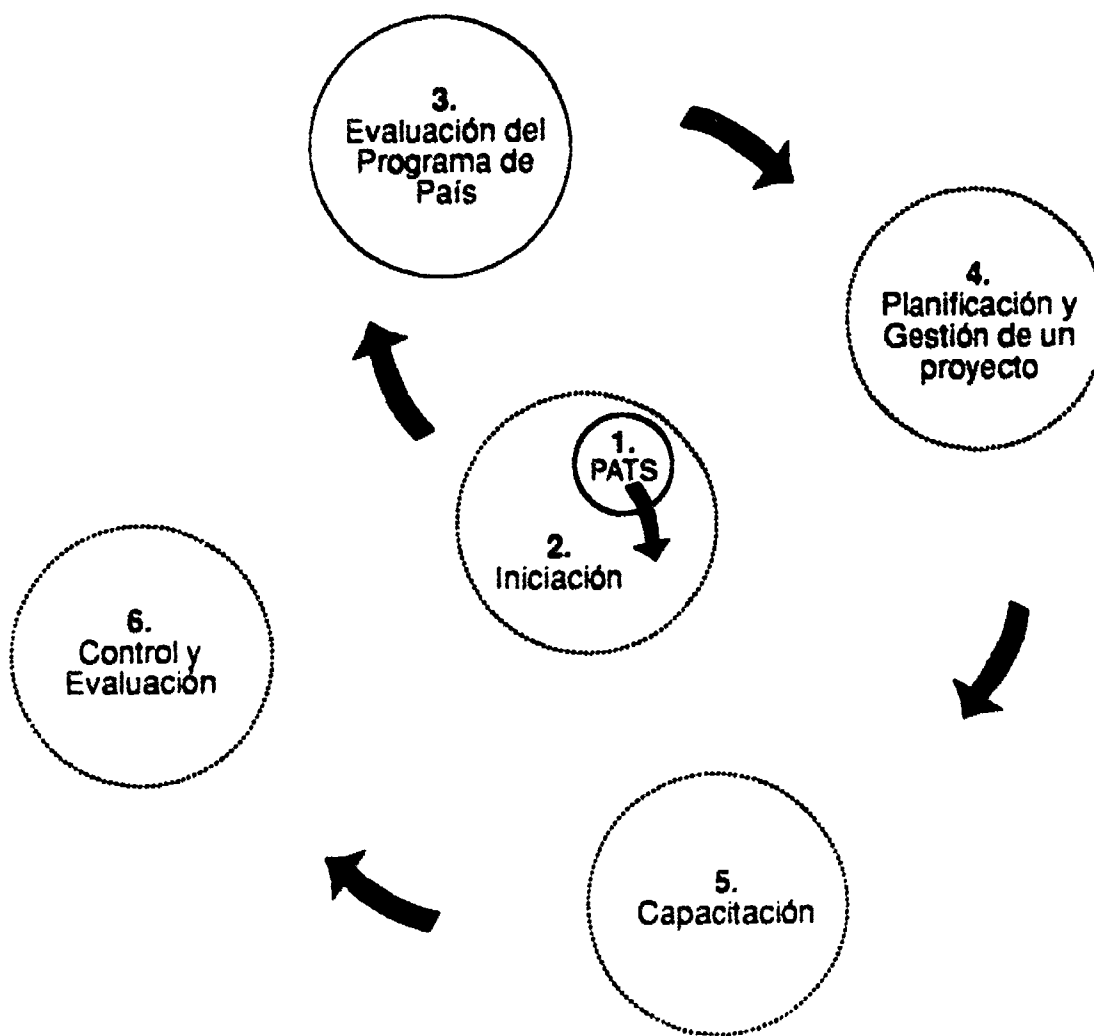 1.
PATS
2.
Iniciación
3.
Evaluación del
Programa de
País
4.
Planificación y
Gestión de un
proyecto
5.
Capacitación
6.
Control y
Evaluación